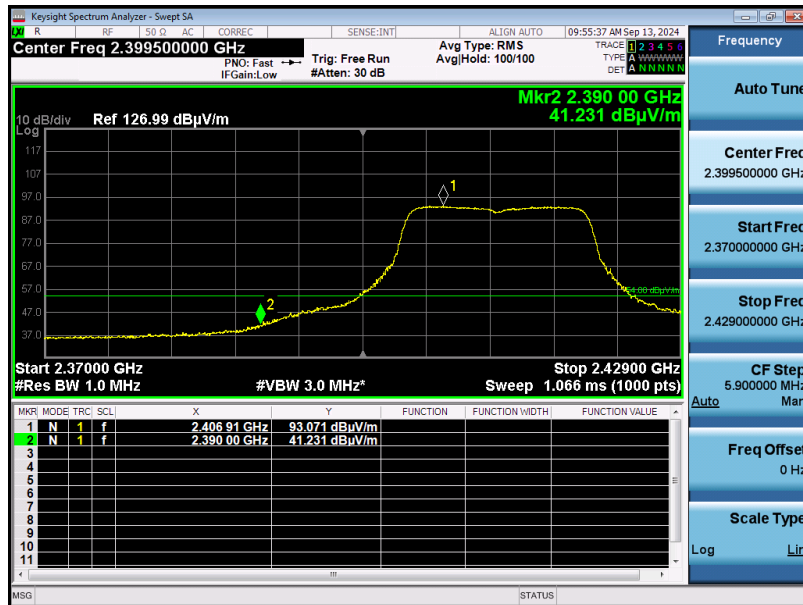 Keysight Spectrum Analyzer - Swept SA
LXI R RF 50 Ω AC CORREC SENSE:INT ALIGN AUTO 09:55:37 AM Sep 13, 2024
Center Freq 2.399500000 GHz
PNO: Fast
IFGain:Low
Trig: Free Run
#Atten: 30 dB
Avg Type: RMS
Avg|Hold: 100/100
TRACE 1 2 3 4 5 6
TYPE A WWWWW
DET A N N N N N
Mkr2 2.390 00 GHz
41.231 dBµV/m
10 dB/div Ref 126.99 dBµV/m
Log
117
107
97.0
87.0
77.0
67.0
57.0
47.0
37.0
1
2
54.00 dBµV/m
Start 2.37000 GHz Stop 2.42900 GHz
#Res BW 1.0 MHz #VBW 3.0 MHz* Sweep 1.066 ms (1000 pts)
MKR MODE TRC SCL X Y FUNCTION FUNCTION WIDTH FUNCTION VALUE
1 N 1 f 2.406 91 GHz 93.071 dBµV/m
2 N 1 f 2.390 00 GHz 41.231 dBµV/m
3
4
5
6
7
8
9
10
11
MSG STATUS
Frequency
Auto Tune
Center Freq
2.399500000 GHz
Start Freq
2.370000000 GHz
Stop Freq
2.429000000 GHz
CF Step
5.900000 MHz
Auto Man
Freq Offset
0 Hz
Scale Type
Log Lin